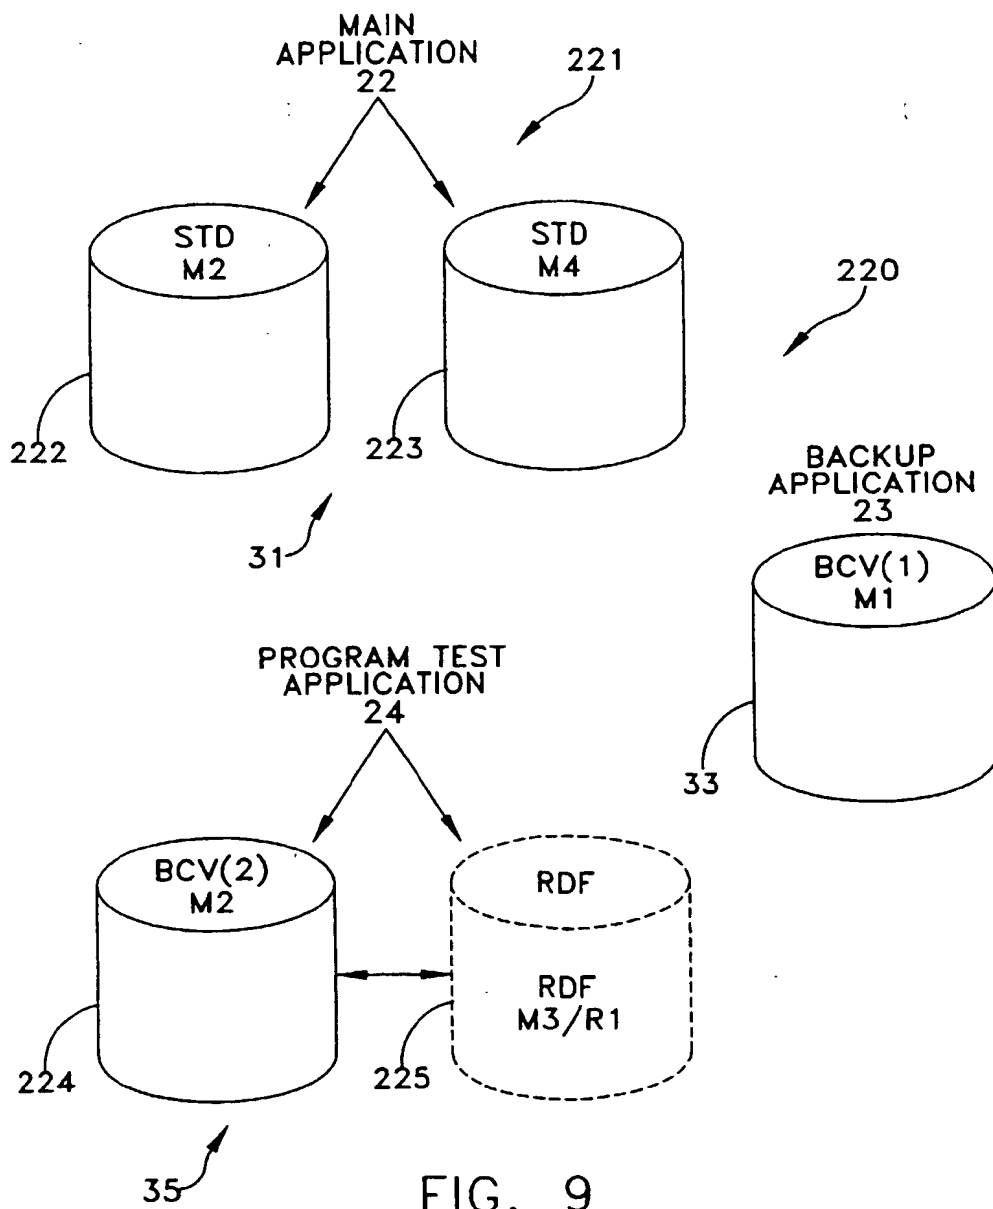 MAIN
APPLICATION
22
221
STD
M2
STD
M4
220
222
223
31
BACKUP
APPLICATION
23
BCV(1)
M1
33
PROGRAM TEST
APPLICATION
24
BCV(2)
M2
RDF
RDF
M3/R1
224
225
35
FIG. 9